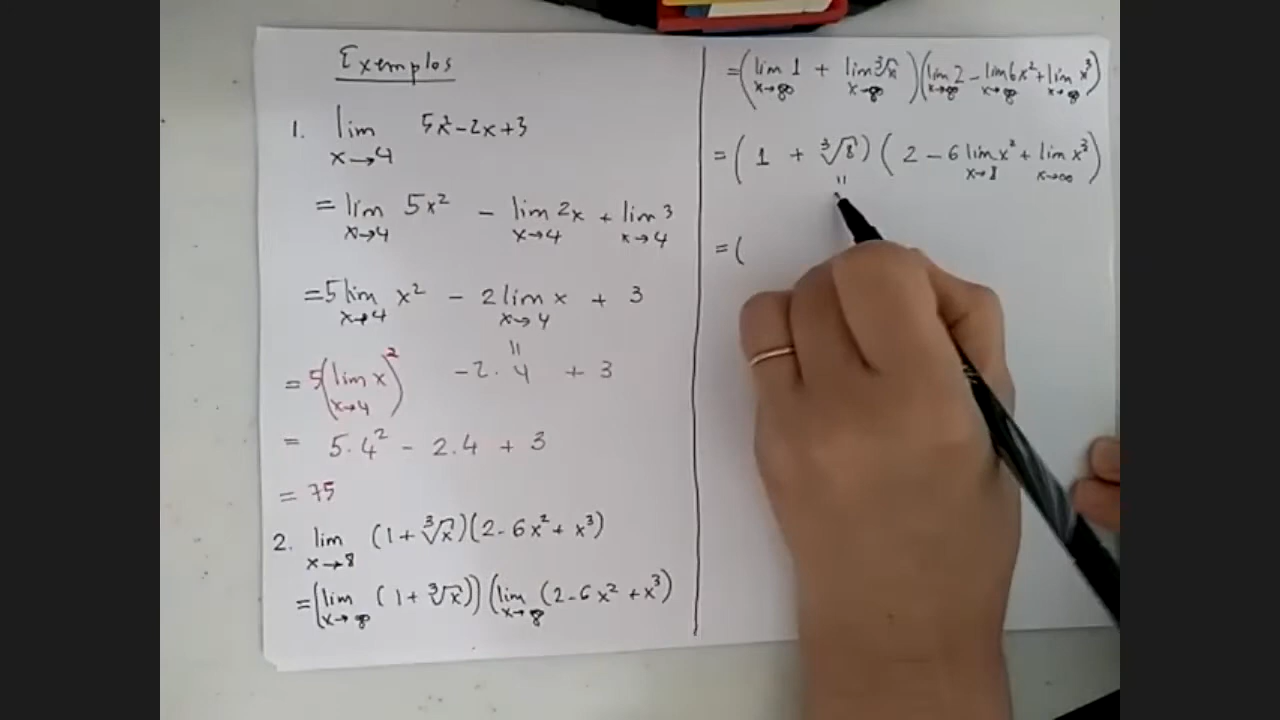 Exemplos
1. lim 5x²-2x+3
x→4
= lim 5x² - lim 2x + lim 3
x→4 x→4 x→4
=5 lim x² - 2 lim x + 3
x→4 x→4
= 5(lim x)² -2.4 + 3
x→4
= 5.4² - 2.4 + 3
= 75
2. lim (1+∛x)(2-6x²+x³)
x→8
=(lim (1+∛x))(lim (2-6x²+x³)
x→8 x→8
=(lim 1 + lim ∛x)(lim 2 - lim 6x² + lim x³)
x→8 x→8 x→8 x→8 x→8
=(1 + ∛8)(2-6 lim x² + lim x³)
x→8 x→∞
=(